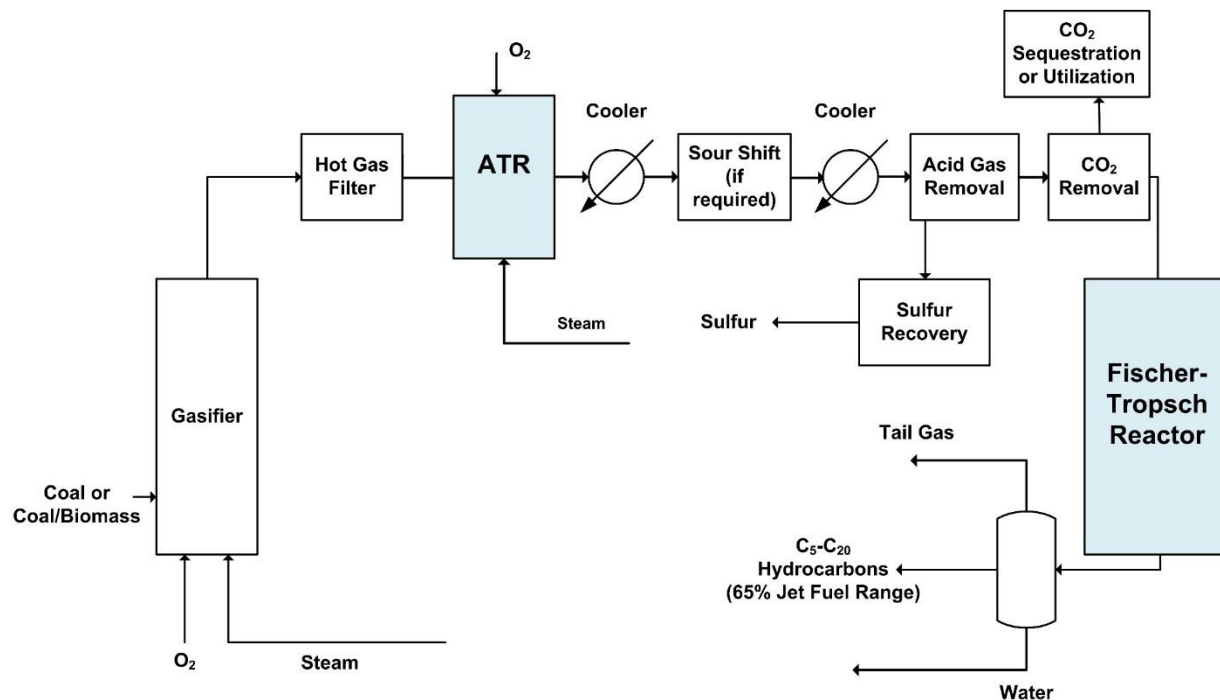 CO₂
Sequestration
or Utilization
O₂
Cooler
Cooler
Hot Gas
Filter
ATR
Sour Shift
(if
required)
Acid Gas
Removal
CO₂
Removal
Steam
Sulfur
Sulfur
Recovery
Gasifier
Fischer-
Tropsch
Reactor
Tail Gas
Coal or
Coal/Biomass
C₅-C₂₀
Hydrocarbons
(65% Jet Fuel Range)
O₂
Steam
Water